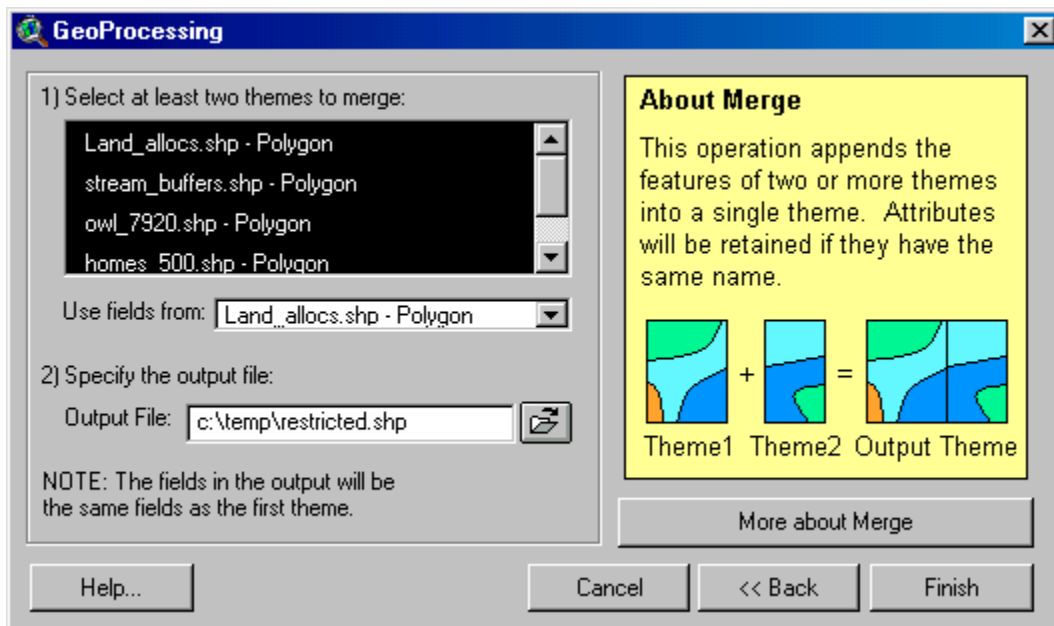 GeoProcessing
1) Select at least two themes to merge:
Land_allocs.shp - Polygon
stream_buffers.shp - Polygon
owl_7920.shp - Polygon
homes_500.shp - Polygon
Use fields from: Land_allocs.shp - Polygon
2) Specify the output file:
Output File: c:\temp\restricted.shp
NOTE: The fields in the output will be
the same fields as the first theme.
About Merge
This operation appends the
features of two or more themes
into a single theme. Attributes
will be retained if they have the
same name.
+ =
Theme1 Theme2 Output Theme
More about Merge
Help... Cancel << Back Finish